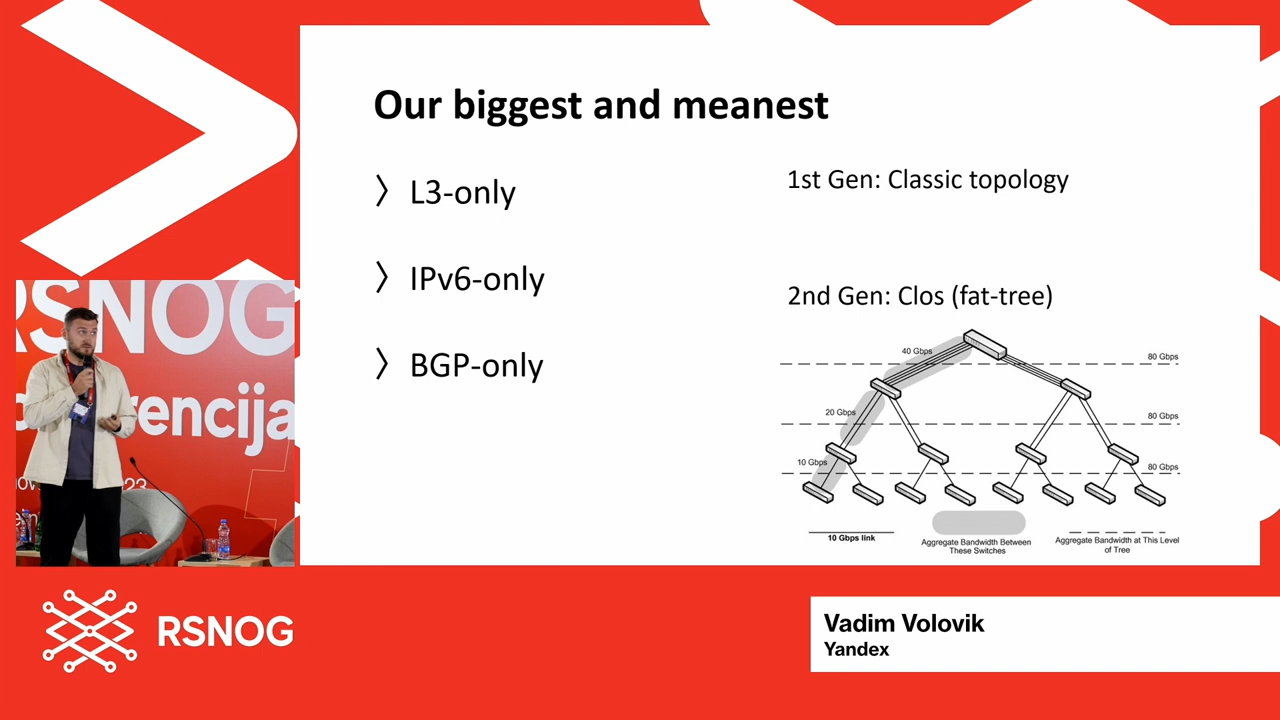 Our biggest and meanest
〉 L3-only
〉 IPv6-only
〉 BGP-only
1st Gen: Classic topology
2nd Gen: Clos (fat-tree)
40 Gbps
80 Gbps
20 Gbps
80 Gbps
10 Gbps
80 Gbps
10 Gbps link
Aggregate Bandwidth Between
These Switches
Aggregate Bandwidth at This Level
of Tree
RSNOG
rencija
23
RSNOG
Vadim Volovik
Yandex